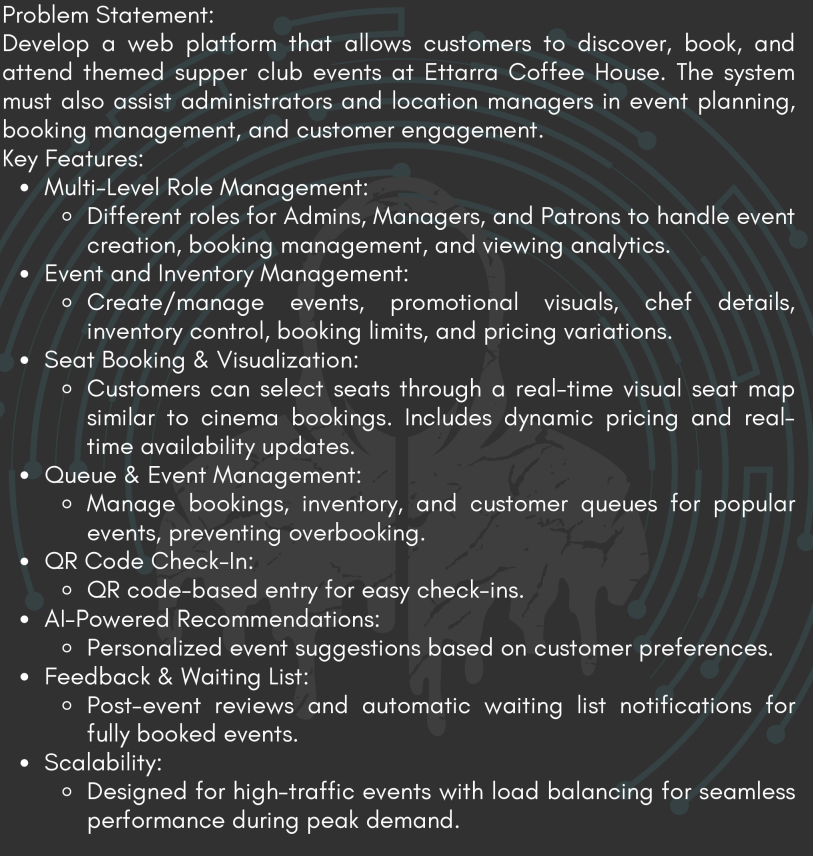 Problem Statement:
Develop a web platform that allows customers to discover, book, and
attend themed supper club events at Ettarra Coffee House. The system
must also assist administrators and location managers in event planning,
booking management, and customer engagement.
Key Features:
• Multi-Level Role Management:
◦ Different roles for Admins, Managers, and Patrons to handle event
creation, booking management, and viewing analytics.
• Event and Inventory Management:
◦ Create/manage events, promotional visuals, chef details,
inventory control, booking limits, and pricing variations.
• Seat Booking & Visualization:
◦ Customers can select seats through a real-time visual seat map
similar to cinema bookings. Includes dynamic pricing and real-
time availability updates.
• Queue & Event Management:
◦ Manage bookings, inventory, and customer queues for popular
events, preventing overbooking.
• QR Code Check-In:
◦ QR code-based entry for easy check-ins.
• AI-Powered Recommendations:
◦ Personalized event suggestions based on customer preferences.
• Feedback & Waiting List:
◦ Post-event reviews and automatic waiting list notifications for
fully booked events.
• Scalability:
◦ Designed for high-traffic events with load balancing for seamless
performance during peak demand.